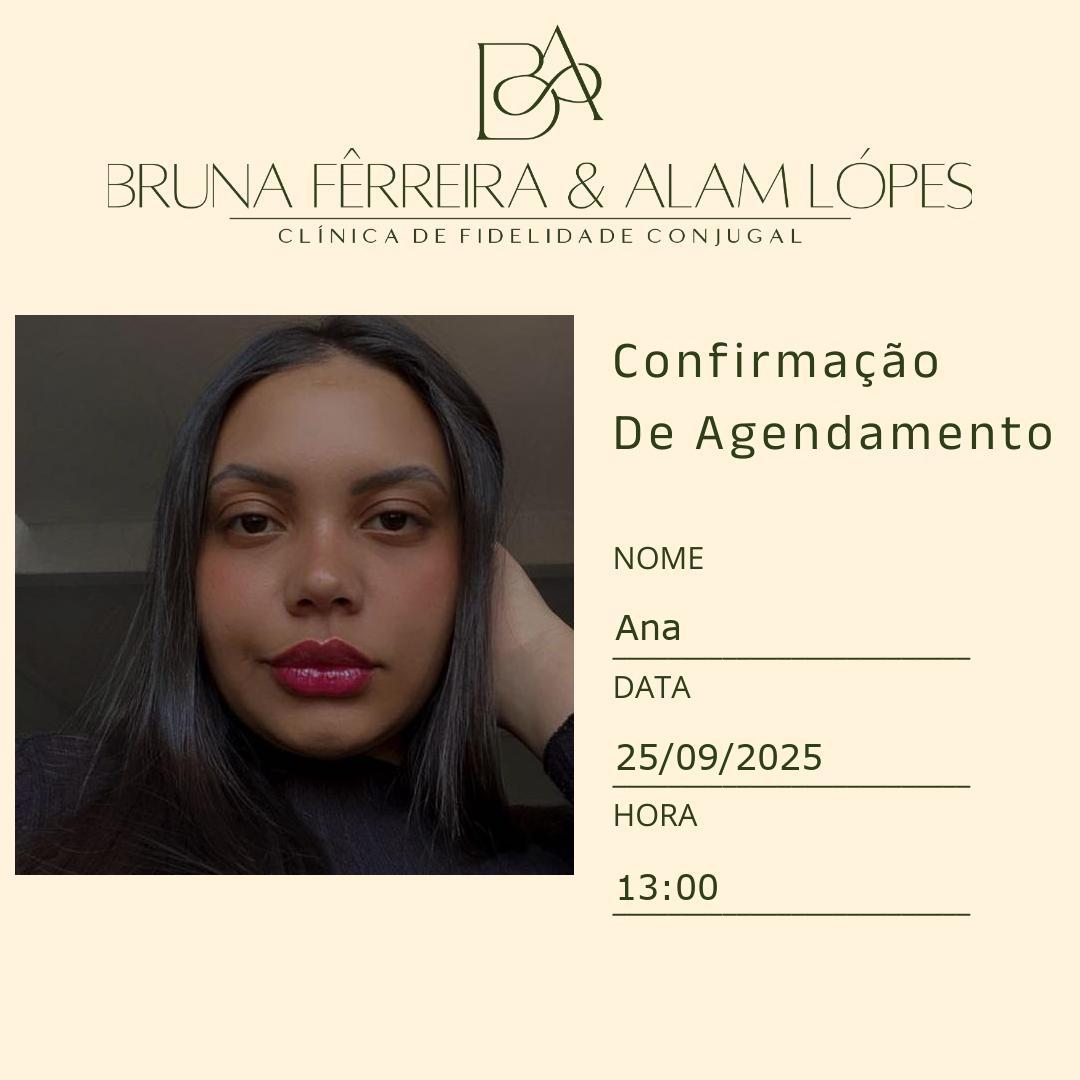 BA
BRUNA FÊRREIRA & ALAM LÓPES
CLÍNICA DE FIDELIDADE CONJUGAL
Confirmação
De Agendamento
NOME
Ana
DATA
25/09/2025
HORA
13:00